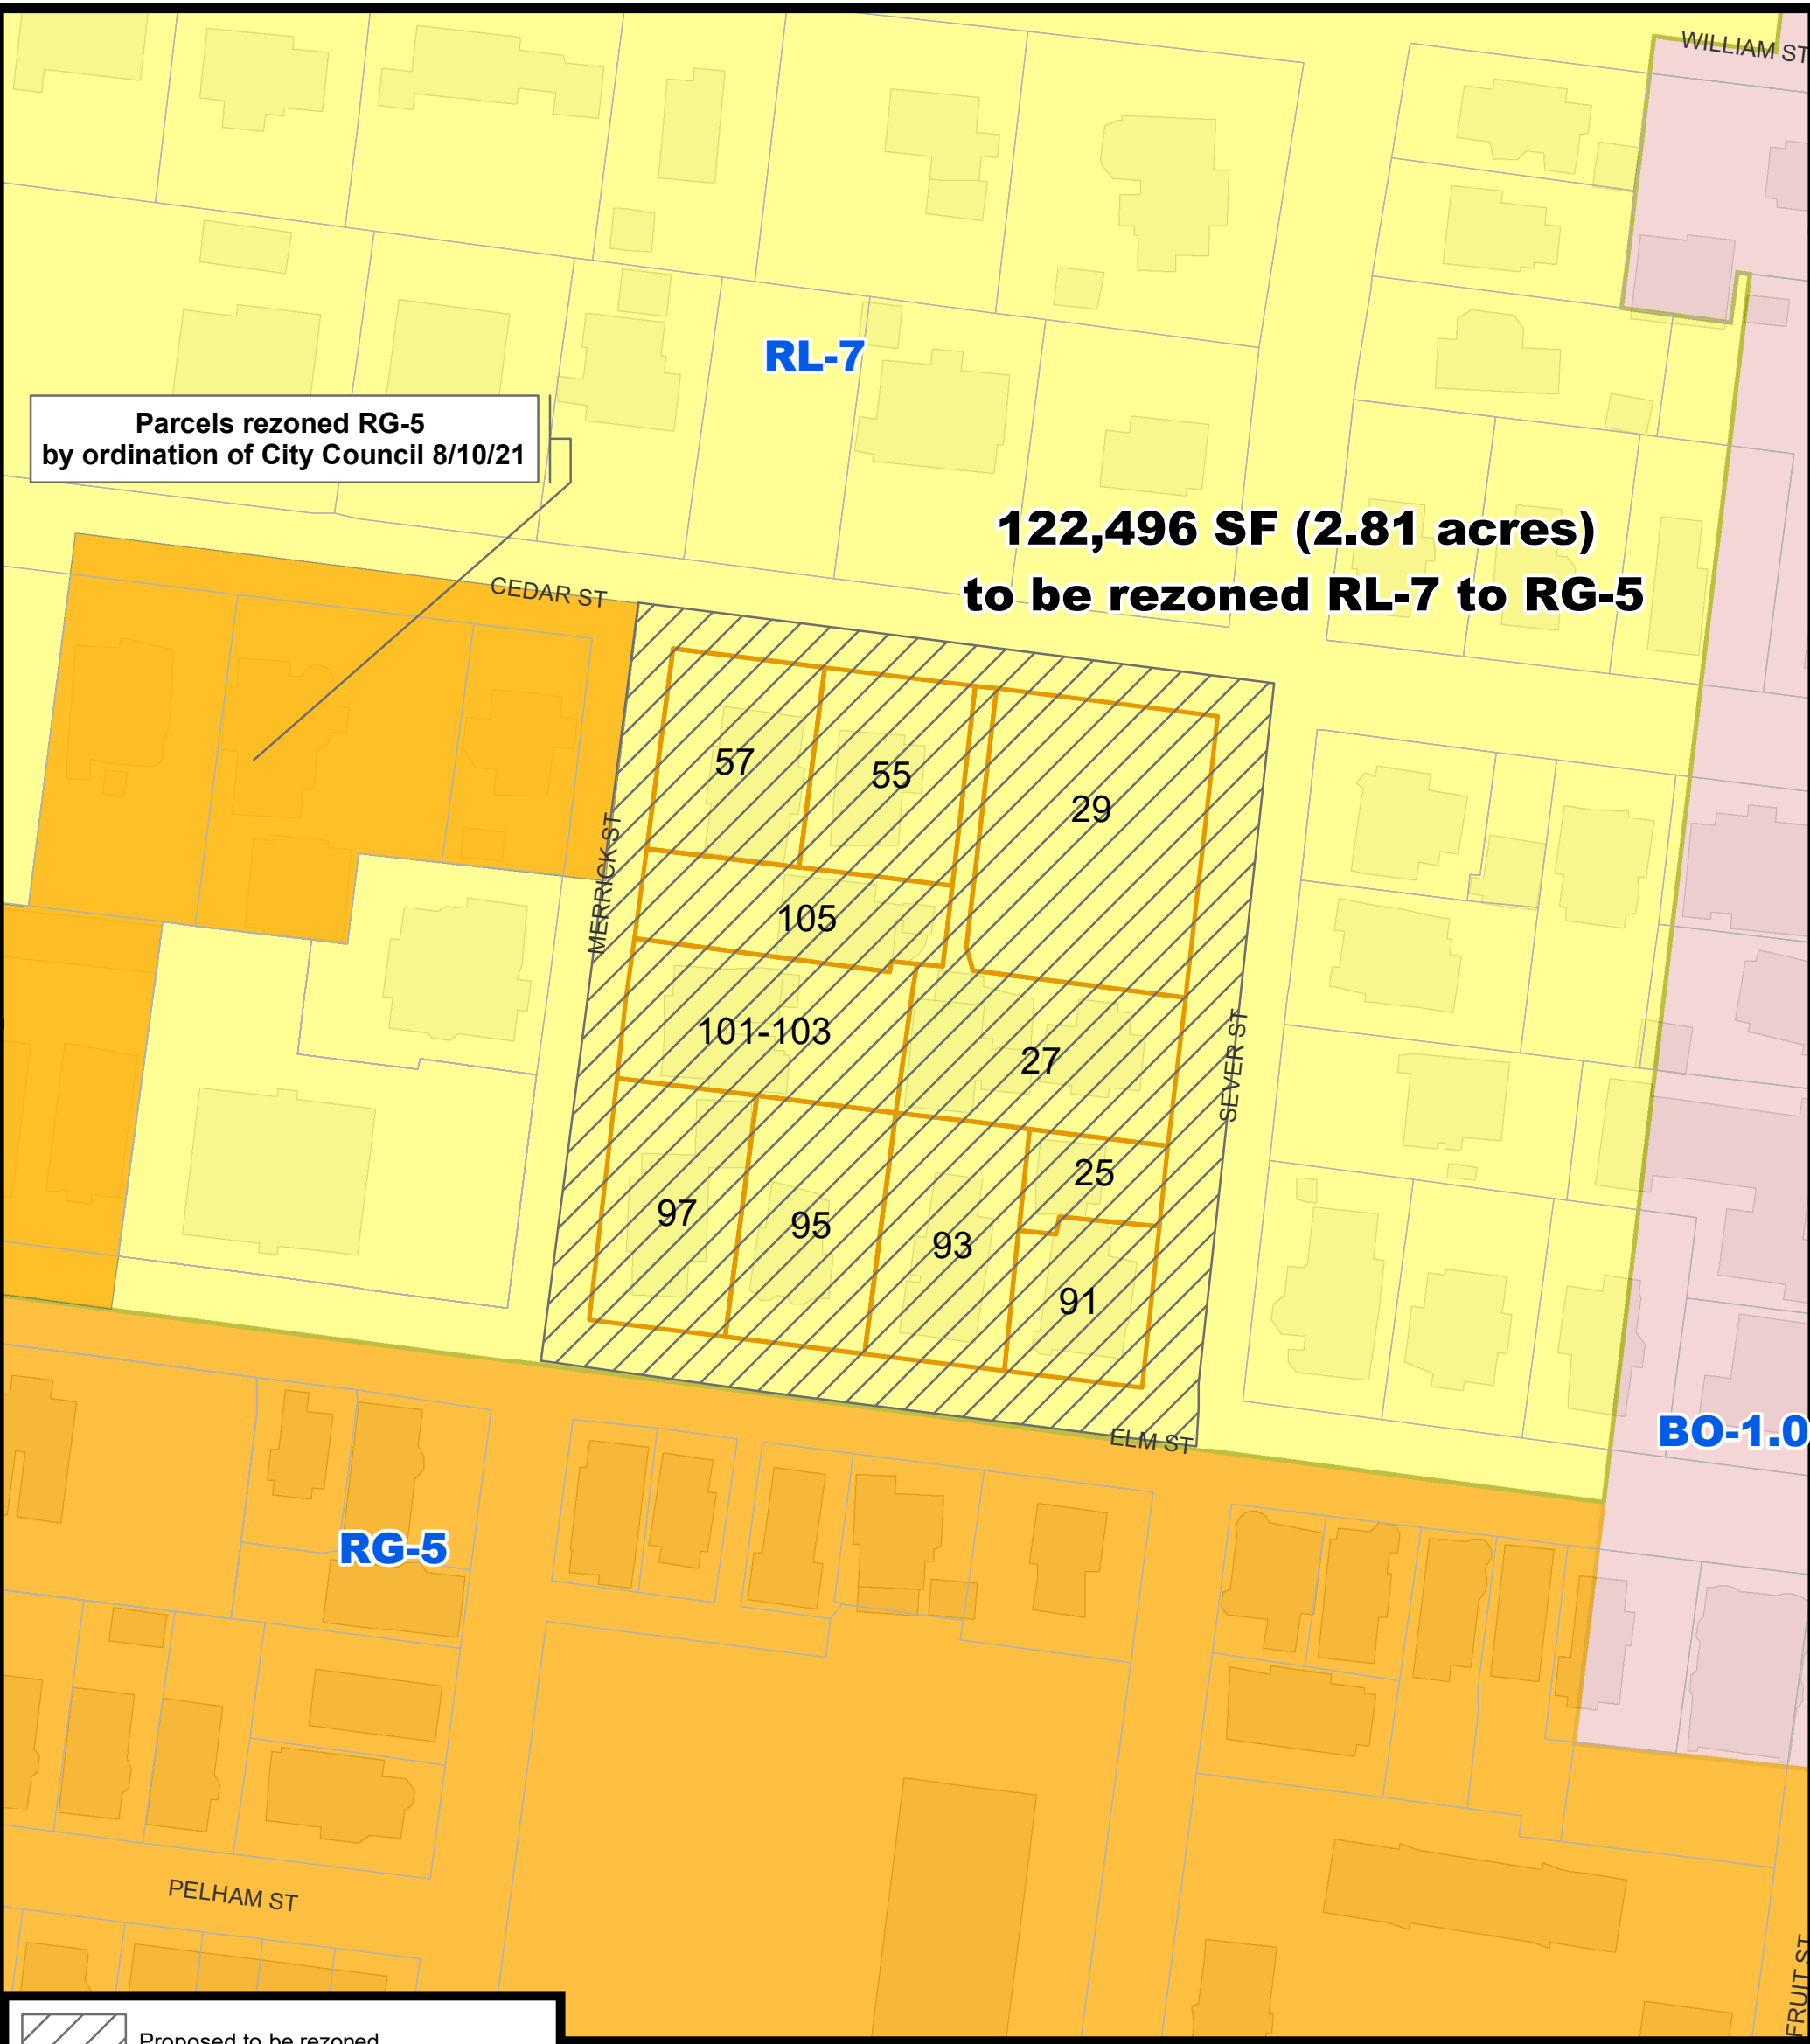 WILLIAM ST
RL-7
Parcels rezoned RG-5
by ordination of City Council 8/10/21
122,496 SF (2.81 acres)
to be rezoned RL-7 to RG-5
CEDAR ST
57
55
29
MERRICK ST
105
101-103
27
SEVER ST
25
97
95
93
91
ELM ST
BO-1.0
RG-5
PELHAM ST
FRUIT ST
Proposed to be rezoned